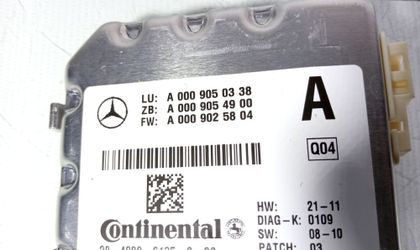 LU: A 000 905 03 38
ZB: A 000 905 49 00
FW: A 000 902 58 04
A
Q04
Continental
HW: 21-11
DIAG-K: 0109
SW: 08-10
PATCH: 03